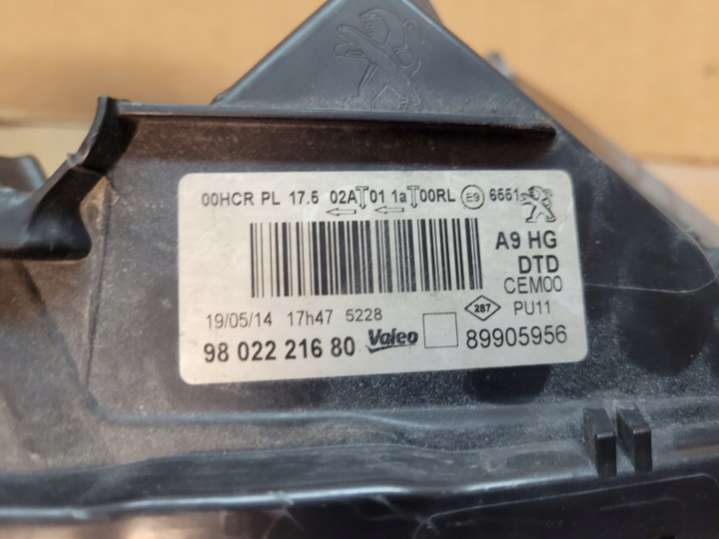 00HCR PL 17.5 02A 01 1a 00RL E9 6551
A9 HG
DTD
CEM00
19/05/14 17h47 5228
287
PU11
98 022 216 80 Valeo 89905956